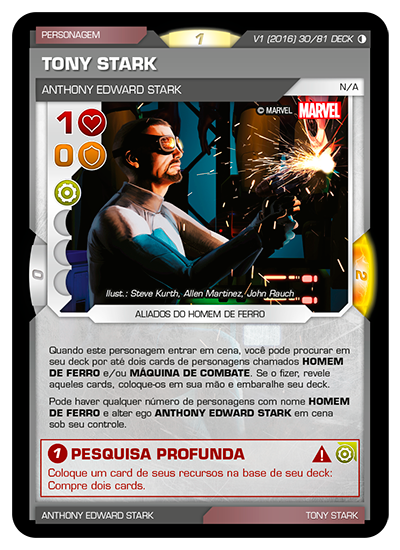 PERSONAGEM
1
V1 (2016) 30/81 DECK
TONY STARK
ANTHONY EDWARD STARK
N/A
© MARVEL MARVEL
1
0
0
2
Ilust.: Steve Kurth, Allen Martinez, John Rauch
ALIADOS DO HOMEM DE FERRO
Quando este personagem entrar em cena, você pode procurar em
seu deck por até dois cards de personagens chamados HOMEM
DE FERRO e/ou MÁQUINA DE COMBATE. Se o fizer, revele
aqueles cards, coloque-os em sua mão e embaralhe seu deck.
Pode haver qualquer número de personagens com nome HOMEM
DE FERRO e alter ego ANTHONY EDWARD STARK em cena
sob seu controle.
1 PESQUISA PROFUNDA
Coloque um card de seus recursos na base de seu deck:
Compre dois cards.
ANTHONY EDWARD STARK
TONY STARK